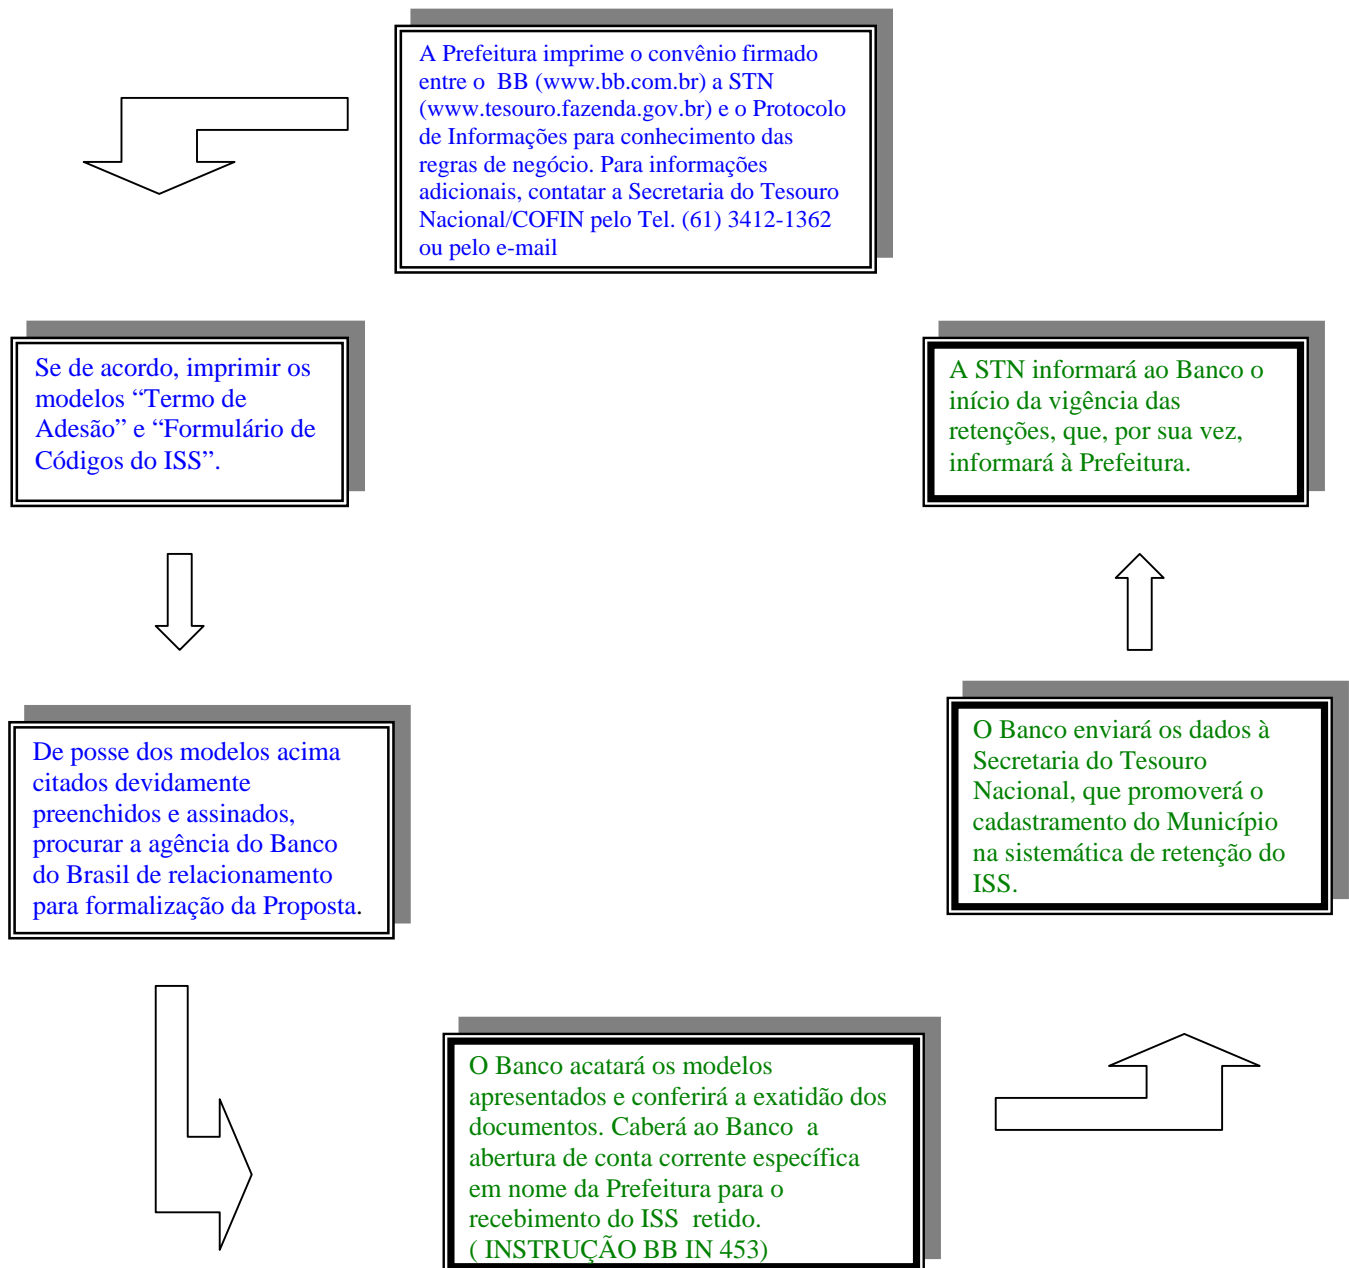 A Prefeitura imprime o convênio firmado
entre o BB (www.bb.com.br) a STN
(www.tesouro.fazenda.gov.br) e o Protocolo
de Informações para conhecimento das
regras de negócio. Para informações
adicionais, contatar a Secretaria do Tesouro
Nacional/COFIN pelo Tel. (61) 3412-1362
ou pelo e-mail
Se de acordo, imprimir os
modelos “Termo de
Adesão” e “Formulário de
Códigos do ISS”.
De posse dos modelos acima
citados devidamente
preenchidos e assinados,
procurar a agência do Banco
do Brasil de relacionamento
para formalização da Proposta.
O Banco acatará os modelos
apresentados e conferirá a exatidão dos
documentos. Caberá ao Banco a
abertura de conta corrente específica
em nome da Prefeitura para o
recebimento do ISS retido.
( INSTRUÇÃO BB IN 453)
O Banco enviará os dados à
Secretaria do Tesouro
Nacional, que promoverá o
cadastramento do Município
na sistemática de retenção do
ISS.
A STN informará ao Banco o
início da vigência das
retenções, que, por sua vez,
informará à Prefeitura.